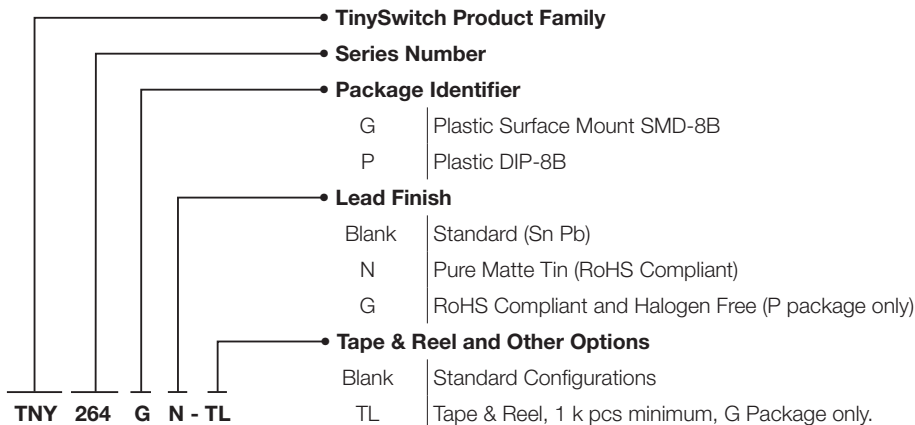 TinySwitch Product Family
Series Number
Package Identifier
G Plastic Surface Mount SMD-8B
P Plastic DIP-8B
Lead Finish
Blank Standard (Sn Pb)
N Pure Matte Tin (RoHS Compliant)
G RoHS Compliant and Halogen Free (P package only)
Tape & Reel and Other Options
Blank Standard Configurations
TNY 264 G N - TL TL Tape & Reel, 1 k pcs minimum, G Package only.